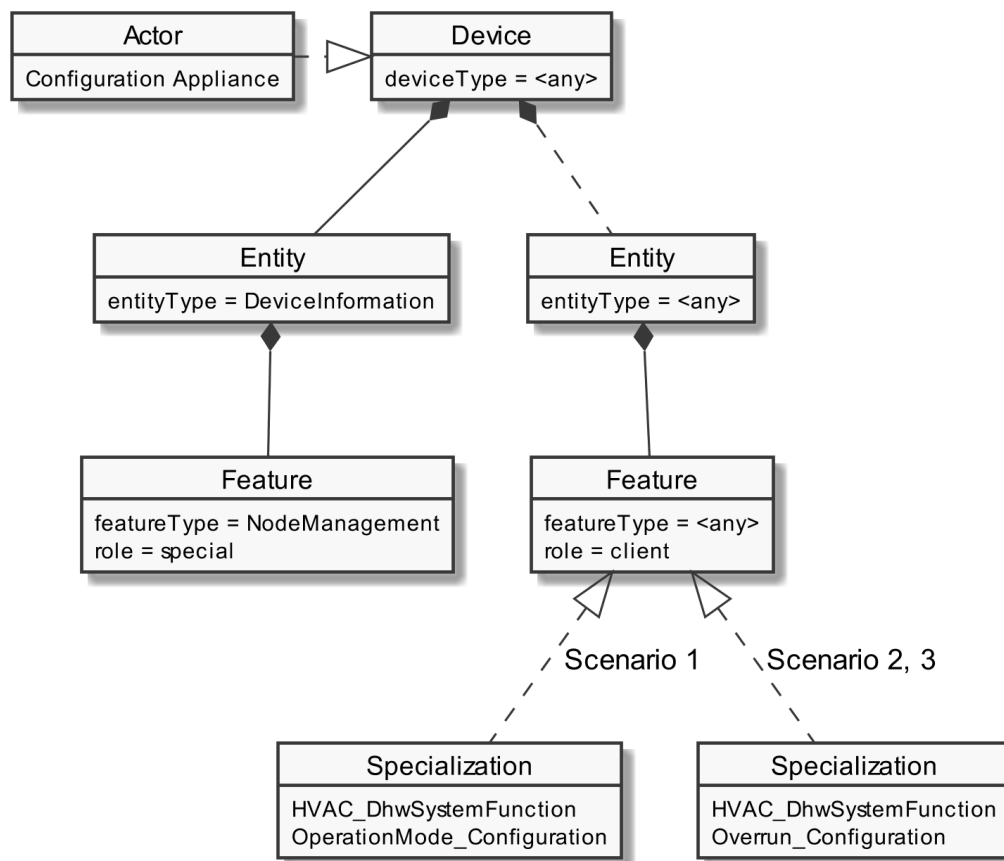 Actor
Configuration Appliance
Device
deviceType = <any>
Entity
entityType = DeviceInformation
Entity
entityType = <any>
Feature
featureType = NodeManagement
role = special
Feature
featureType = <any>
role = client
Scenario 1
Scenario 2, 3
Specialization
HVAC_DhwSystemFunction
OperationMode_Configuration
Specialization
HVAC_DhwSystemFunction
Overrun_Configuration